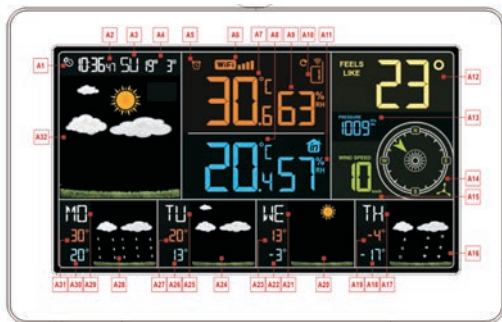 A1 A2 A3 A4 A5 A6 A7 A8 A9 A10 A11
10:36 47 SU 19° 3°
WiFi
30.6 °C 63 % RH
1
FEELS LIKE 23° A12
PRESSURE
1009
A13
IN
20.4 °C 57 % RH
WIND SPEED
10
A14
A15
A32
MO 30° 20°
TU 20° 13°
WE 13° -3°
TH -4° -17°
A16
A31 A30 A29 A28 A27 A26 A25 A24 A23 A22 A21 A20 A19 A18 A17